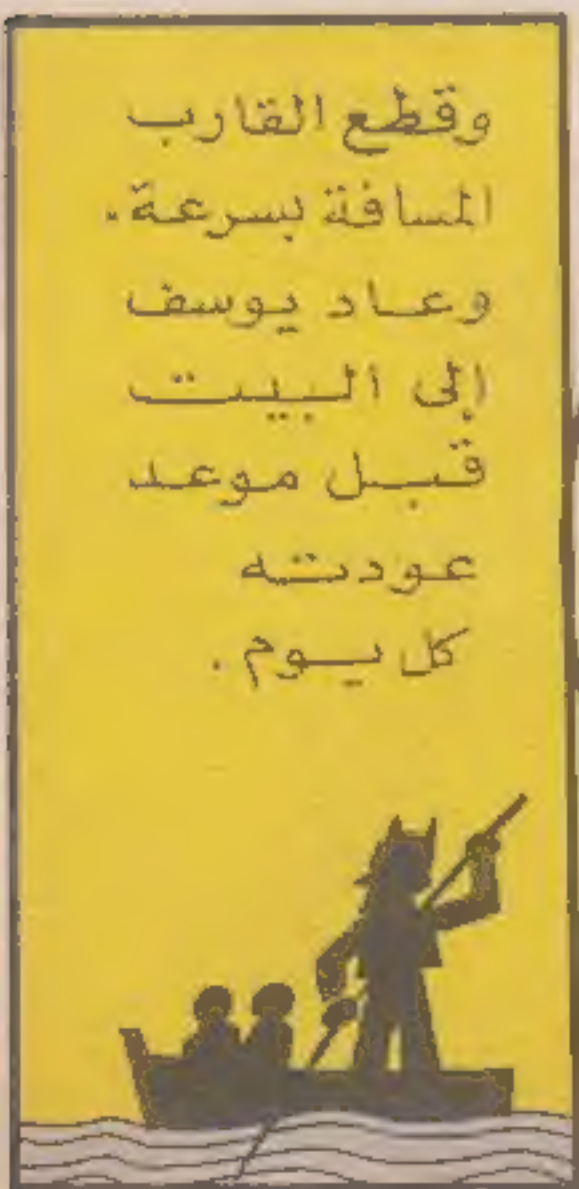 وقطع القارب
المسافة بسرعة.
وعاد يوسف
إلى البيت
قبل موعد
عودته
كل يوم.